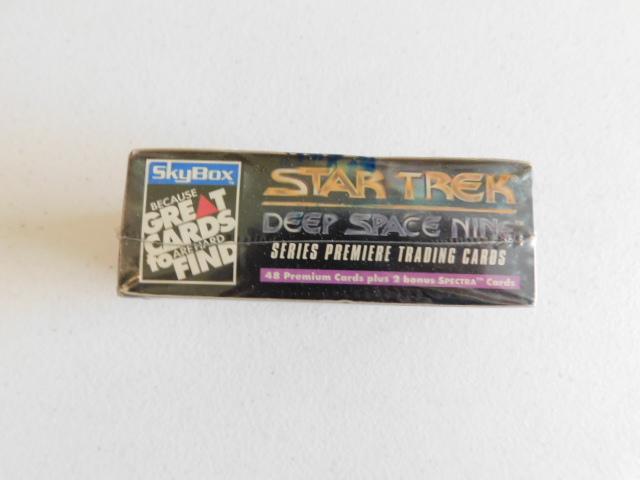 SkyBox™
BECAUSE
GREAT
CARDS
ARE HARD
to FIND
STAR TREK
DEEP SPACE NINE
SERIES PREMIERE TRADING CARDS
48 Premium Cards plus 2 bonus SPECTRA™ Cards